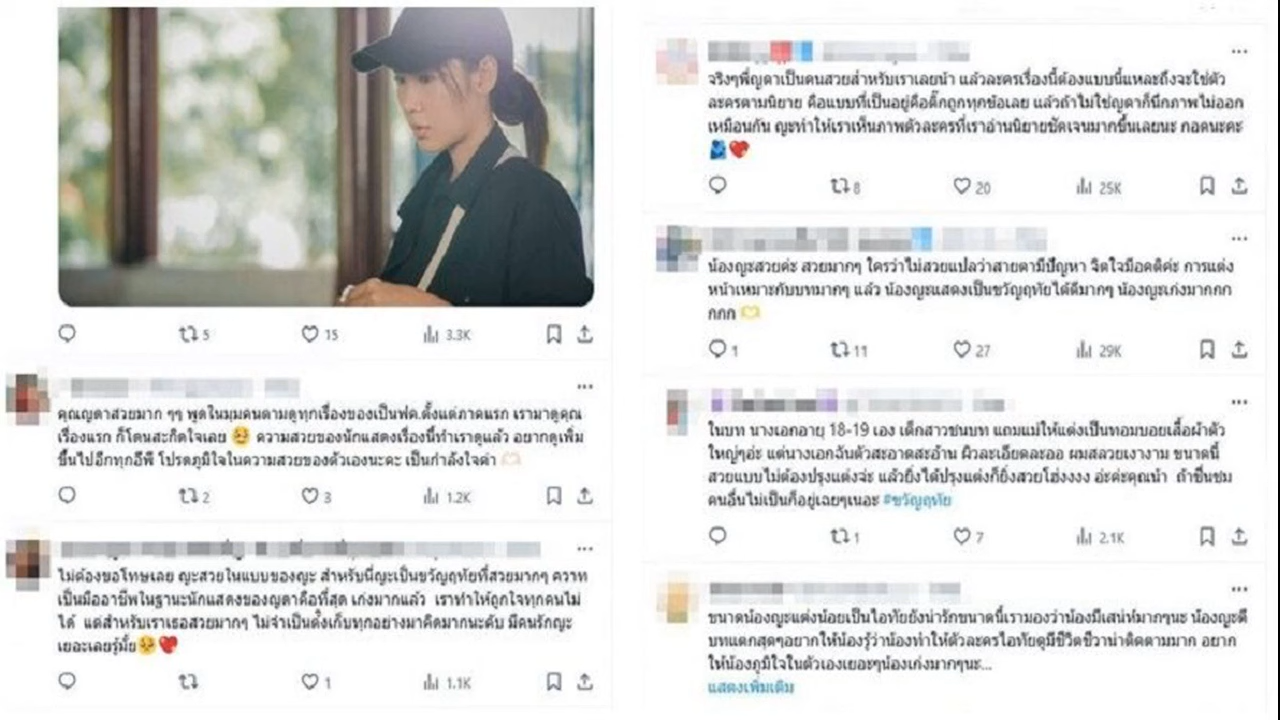 5 15 3.3K
คุณญดาสวยมาก ๆๆ พูดในมุมคนตามดูทุกเรื่องของเป็นฟค.ตั้งแต่ภาคแรก เรามาดูคุณ
เรื่องแรก ก็โดนสะกิดใจเลย 🥹 ความสวยของนักแสดงเรื่องนี้ทำเราดูแล้ว อยากดูเพิ่ม
ขึ้นไปอีกทุกอีพี โปรดภูมิใจในความสวยของตัวเองนะคะ เป็นกำลังใจค่า 🫶🏻
2 3 1.2K
ไม่ต้องขอโทษเลย ญะสวยในแบบของญะ สำหรับนี่ญะเป็นขวัญฤทัยที่สวยมากๆ ความ
เป็นมืออาชีพในฐานะนักแสดงของญดาคือที่สุด เก่งมากแล้ว เราทำให้ถูกใจทุกคนไม่
ได้ แต่สำหรับเราเธอสวยมากๆ ไม่จำเป็นต้งเก็บทุกอย่างมาคิดมากนะคับ มีคนรักญะ
เยอะเลยรู้มั้ย🥹❤️
1 1.1K
จริงๆพี่ญดาเป็นคนสวยสำหรับเราเลยน้า แล้วละครเรื่องนี้ต้องแบบนี้แหละถึงจะใช่ตัว
ละครตามนิยาย คือแบบที่เป็นอยู่คือติ๊กถูกทุกข้อเลย แล้วถ้าไม่ใช่ญดาก็นึกภาพไม่ออก
เหมือนกัน ญะทำให้เราเห็นภาพตัวละครที่เราอ่านนิยายชัดเจนมากขึ้นเลยนะ กอดนะคะ
🫂💖
8 20 25K
น้องญะสวยค่ะ สวยมากๆ ใครว่าไม่สวยแปลว่าสายตามีปัญหา จิตใจมีอคติค่ะ การแต่ง
หน้าเหมาะกับบทมากๆ แล้ว น้องญะแสดงเป็นขวัญฤทัยได้ดีมากๆ น้องญะเก่งมากกก
กกก 🫶
1 11 27 29K
ในบท นางเอกอายุ 18-19 เอง เด็กสาวชนบท แถมแม่ให้แต่งเป็นทอมบอยเสื้อผ้าตัว
ใหญ่ๆอ่ะ แต่นางเอกฉันตัวสะอาดสะอ้าน ผิวละเอียดละออ ผมสลวยเงางาม ขนาดนี้
สวยแบบไม่ต้องปรุงแต่งจ่ะ แล้วยิ่งได้ปรุงแต่งก็ยิ่งสวยโฮ่งงงง อ่ะค่ะคุณน้า ถ้าชื่นชม
คนอื่นไม่เป็นก็อยู่เฉยๆเนอะ #ขวัญฤทัย
1 7 2.1K
ขนาดน้องญะแต่งน้อยเป็นไอทัยยังน่ารักขนาดนี้เรามองว่าน้องมีเสน่ห์มากๆนะ น้องญะตี
บทแตกสุดๆอยากให้น้องรู้ว่าน้องทำให้ตัวละครไอทัยดูมีชีวิตชีวาน่าติดตามมาก อยาก
ให้น้องภูมิใจในตัวเองเยอะๆน้องเก่งมากๆนะ...
แสดงเพิ่มเติม